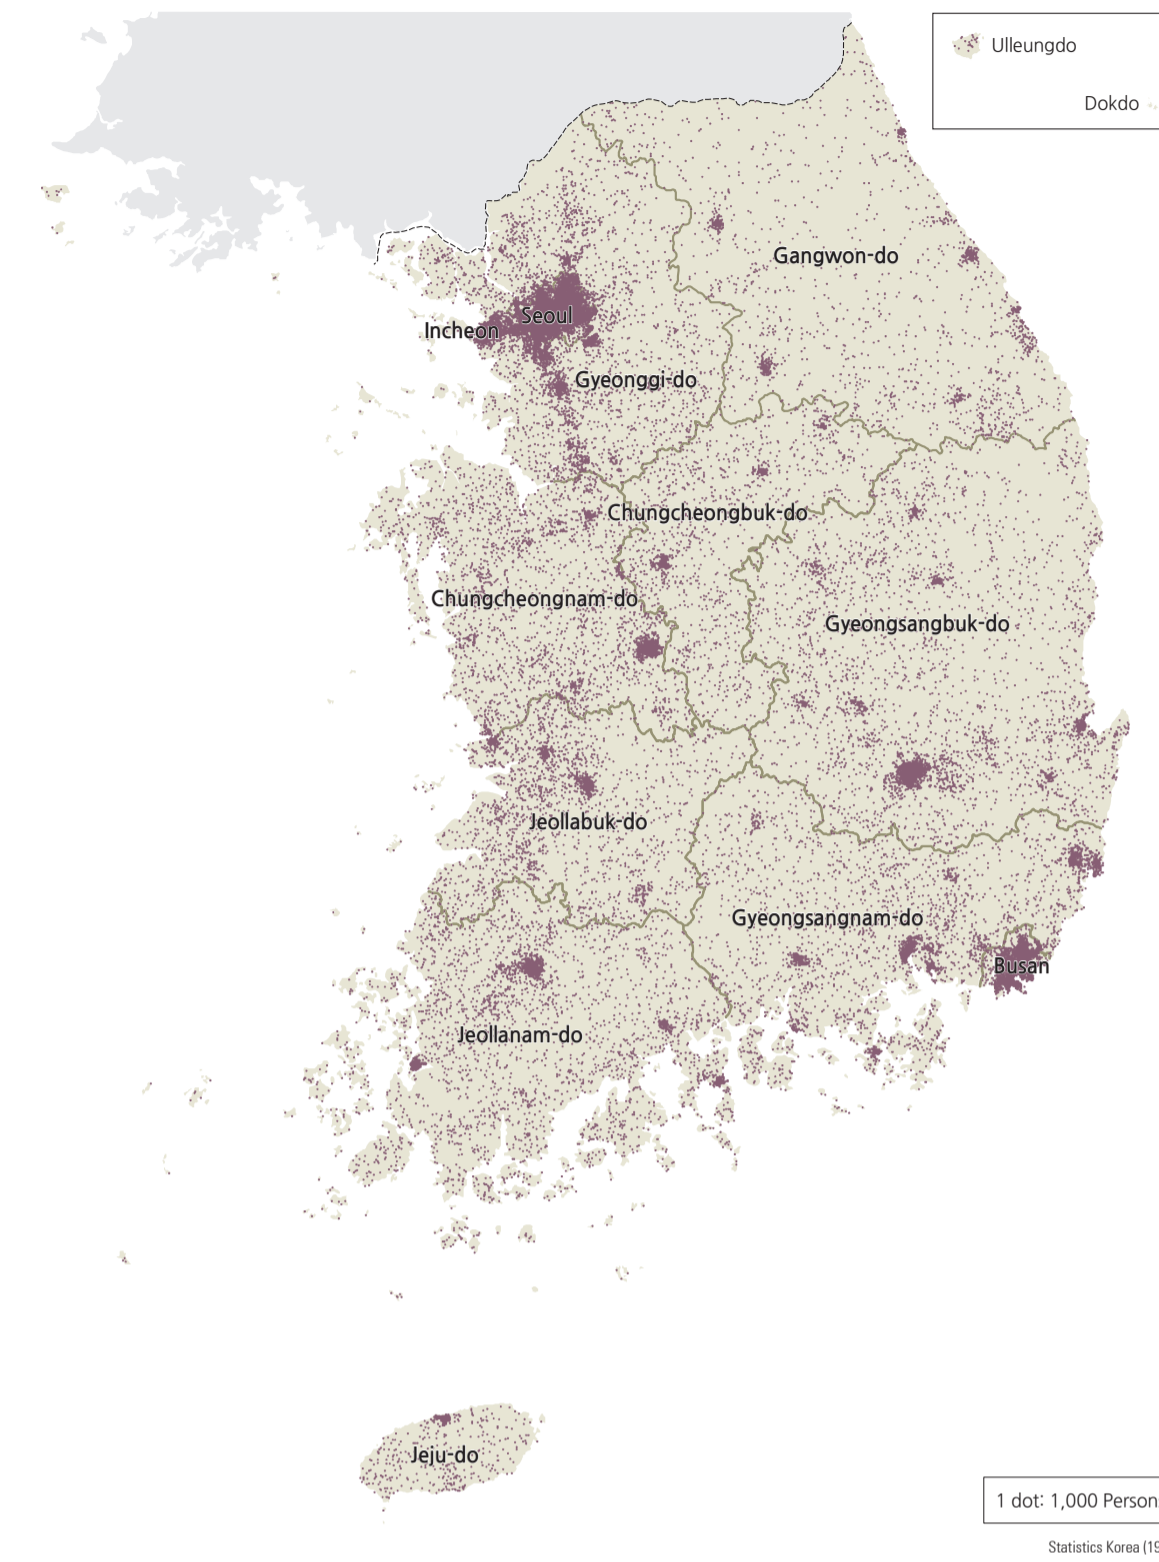 Ulleungdo
Dokdo
Gangwon-do
Seoul
Incheon
Gyeonggi-do
Chungcheongbuk-do
Chungcheongnam-do
Gyeongsangbuk-do
Jeollabuk-do
Gyeongsangnam-do
Busan
Jeollanam-do
Jeju-do
1 dot: 1,000 Person
Statistics Korea (19